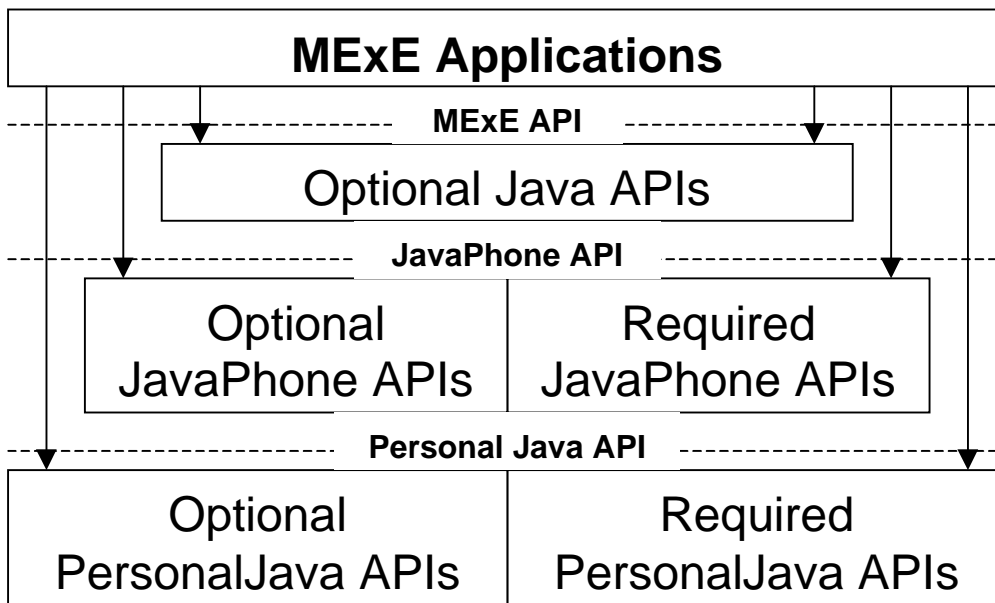 MExE Applications
MExE API
Optional Java APIs
JavaPhone API
Optional
JavaPhone APIs
Required
JavaPhone APIs
Personal Java API
Optional
PersonalJava APIs
Required
PersonalJava APIs